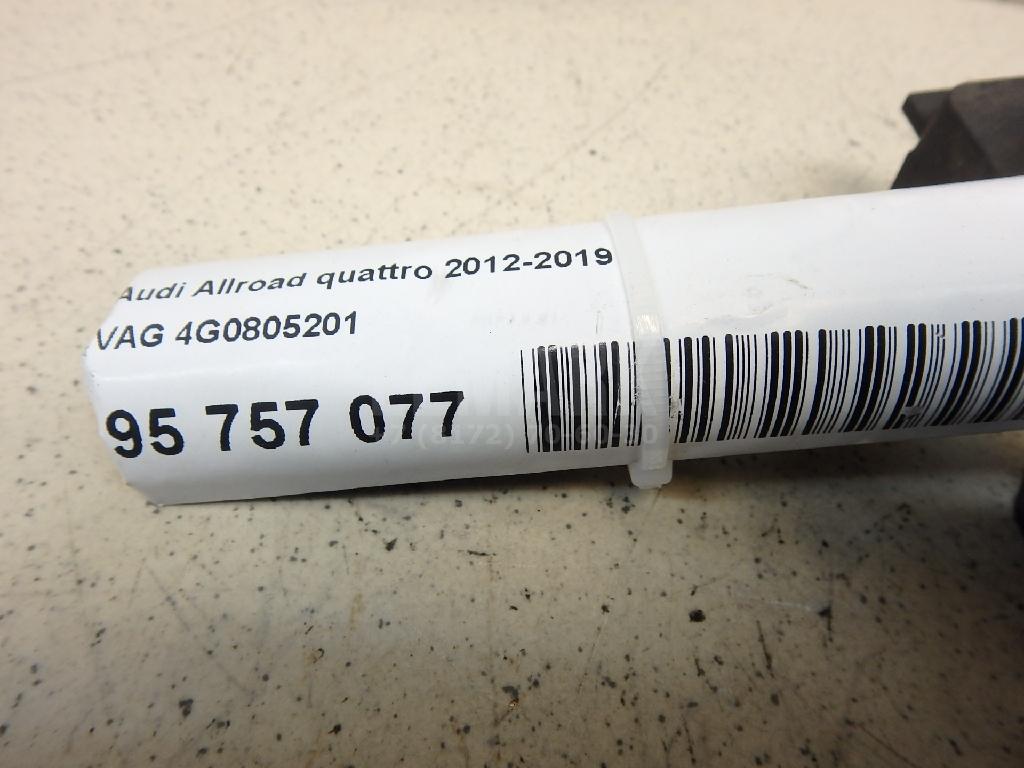 Audi Allroad quattro 2012-2019
VAG 4G0805201
95 757 077